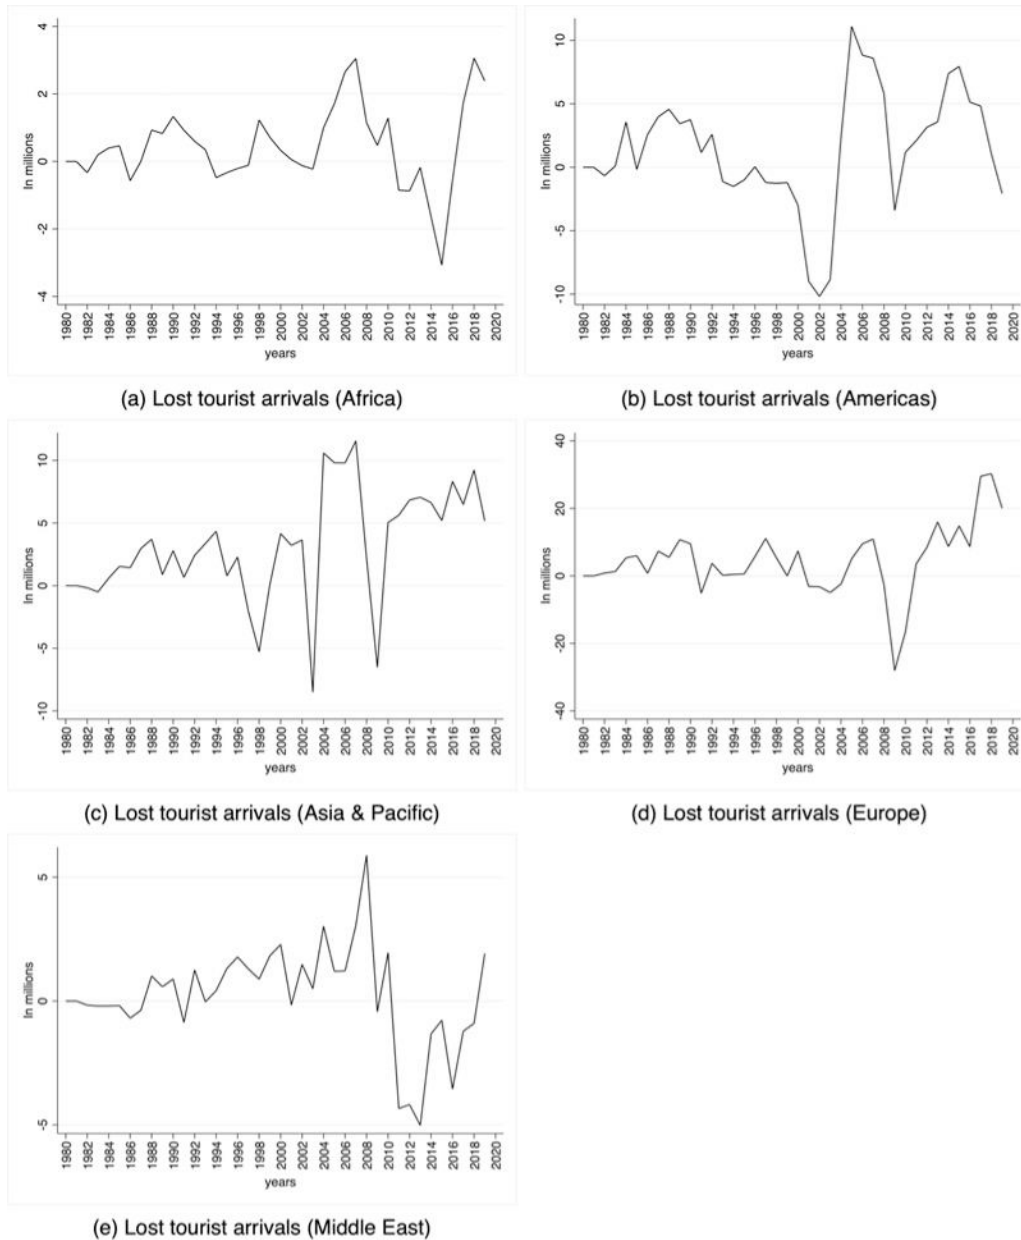 In millions
4
2
0
-2
-4
1980 1982 1984 1986 1988 1990 1992 1994 1996 1998 2000 2002 2004 2006 2008 2010 2012 2014 2016 2018 2020
years
(a) Lost tourist arrivals (Africa)
In millions
10
5
0
-5
-10
1980 1982 1984 1986 1988 1990 1992 1994 1996 1998 2000 2002 2004 2006 2008 2010 2012 2014 2016 2018 2020
years
(b) Lost tourist arrivals (Americas)
In millions
10
5
0
-5
-10
1980 1982 1984 1986 1988 1990 1992 1994 1996 1998 2000 2002 2004 2006 2008 2010 2012 2014 2016 2018 2020
years
(c) Lost tourist arrivals (Asia & Pacific)
In millions
40
20
0
-20
-40
1980 1982 1984 1986 1988 1990 1992 1994 1996 1998 2000 2002 2004 2006 2008 2010 2012 2014 2016 2018 2020
years
(d) Lost tourist arrivals (Europe)
In millions
5
0
-5
1980 1982 1984 1986 1988 1990 1992 1994 1996 1998 2000 2002 2004 2006 2008 2010 2012 2014 2016 2018 2020
years
(e) Lost tourist arrivals (Middle East)